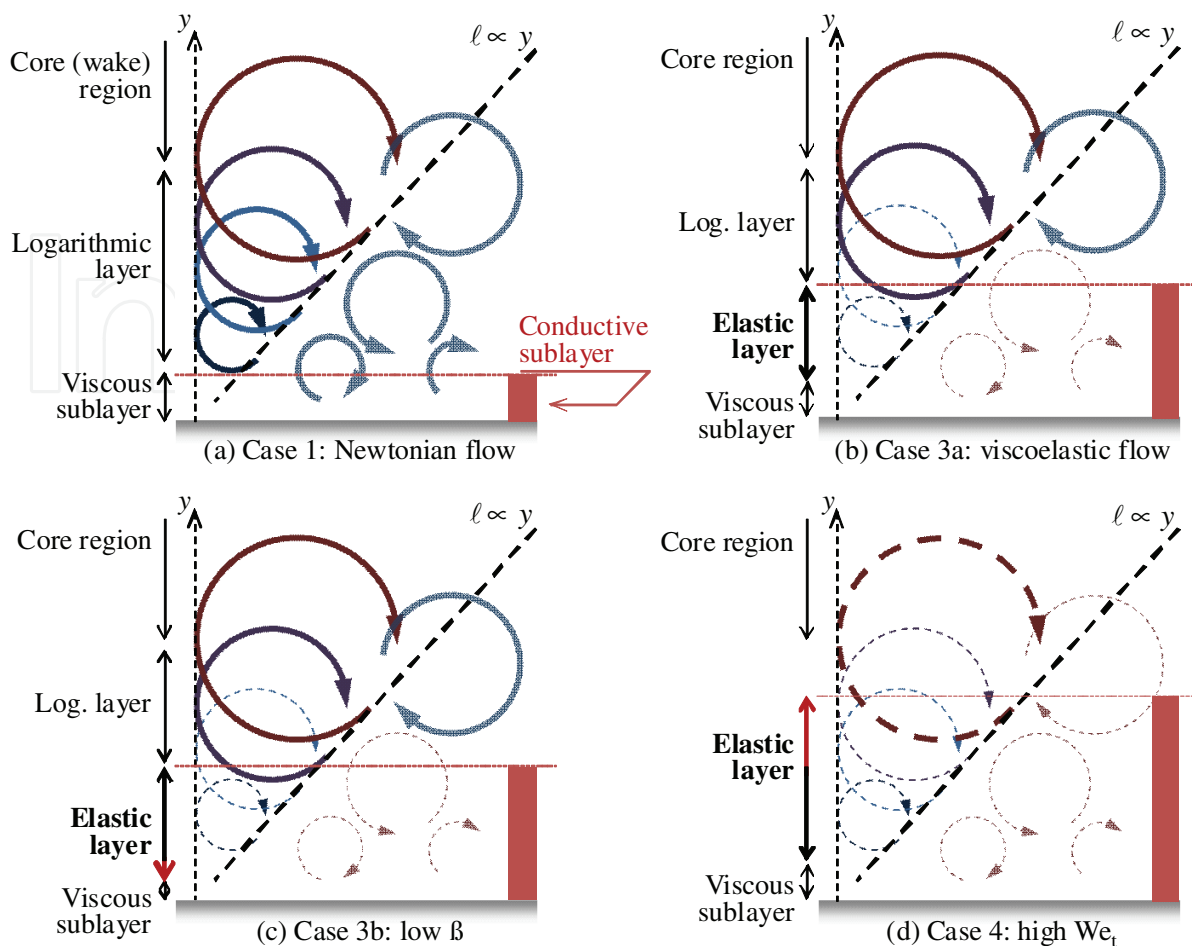 y
ℓ ∝ y
Core (wake)
region
Logarithmic
layer
Viscous
sublayer
Conductive
sublayer
(a) Case 1: Newtonian flow
y
ℓ ∝ y
Core region
Log. layer
Elastic
layer
Viscous
sublayer
(b) Case 3a: viscoelastic flow
y
ℓ ∝ y
Core region
Log. layer
Elastic
layer
Viscous
sublayer
(c) Case 3b: low ß
y
ℓ ∝ y
Core region
Elastic
layer
Viscous
sublayer
(d) Case 4: high Weₜ